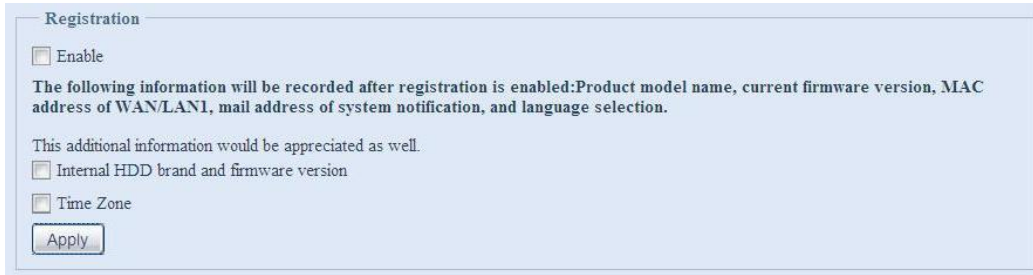 Registration
Enable
The following information will be recorded after registration is enabled:Product model name, current firmware version, MAC
address of WAN/LAN1, mail address of system notification, and language selection.
This additional information would be appreciated as well.
Internal HDD brand and firmware version
Time Zone
Apply